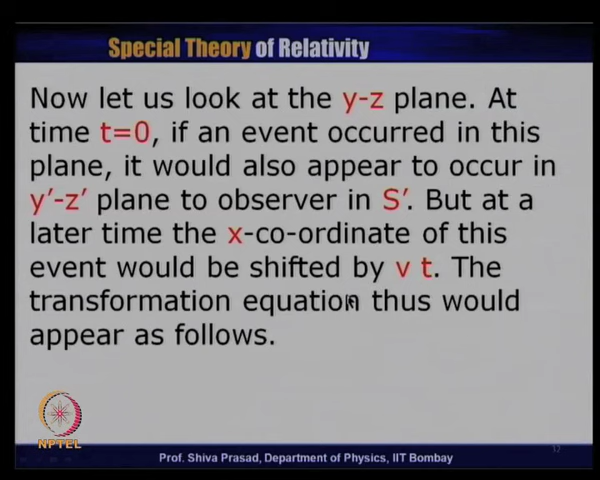 Special Theory of Relativity
Now let us look at the y-z plane. At
time t=0, if an event occurred in this
plane, it would also appear to occur in
y′-z′ plane to observer in S′. But at a
later time the x-co-ordinate of this
event would be shifted by v t. The
transformation equation thus would
appear as follows.
NPTEL
17
Prof. Shiva Prasad, Department of Physics, IIT Bombay